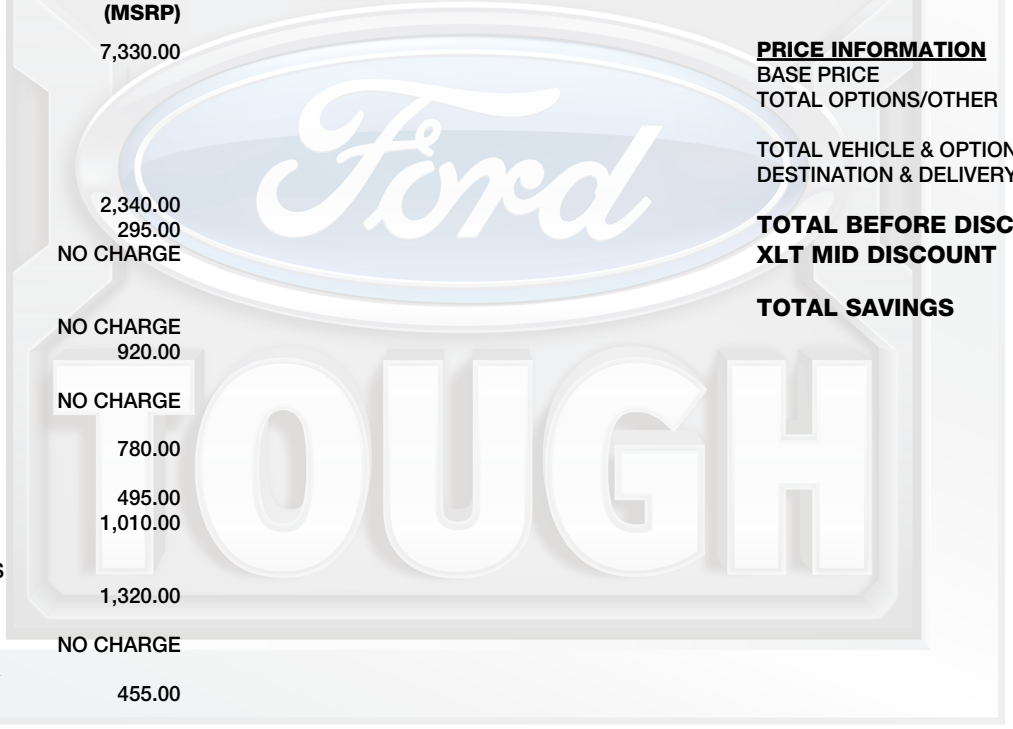 (MSRP)
7,330.00
2,340.00
295.00
NO CHARGE
NO CHARGE
920.00
NO CHARGE
780.00
495.00
1,010.00
S
1,320.00
NO CHARGE
455.00
PRICE INFORMATION
BASE PRICE
TOTAL OPTIONS/OTHER
TOTAL VEHICLE & OPTION
DESTINATION & DELIVERY
TOTAL BEFORE DISC
XLT MID DISCOUNT
TOTAL SAVINGS
Ford
TOUGH